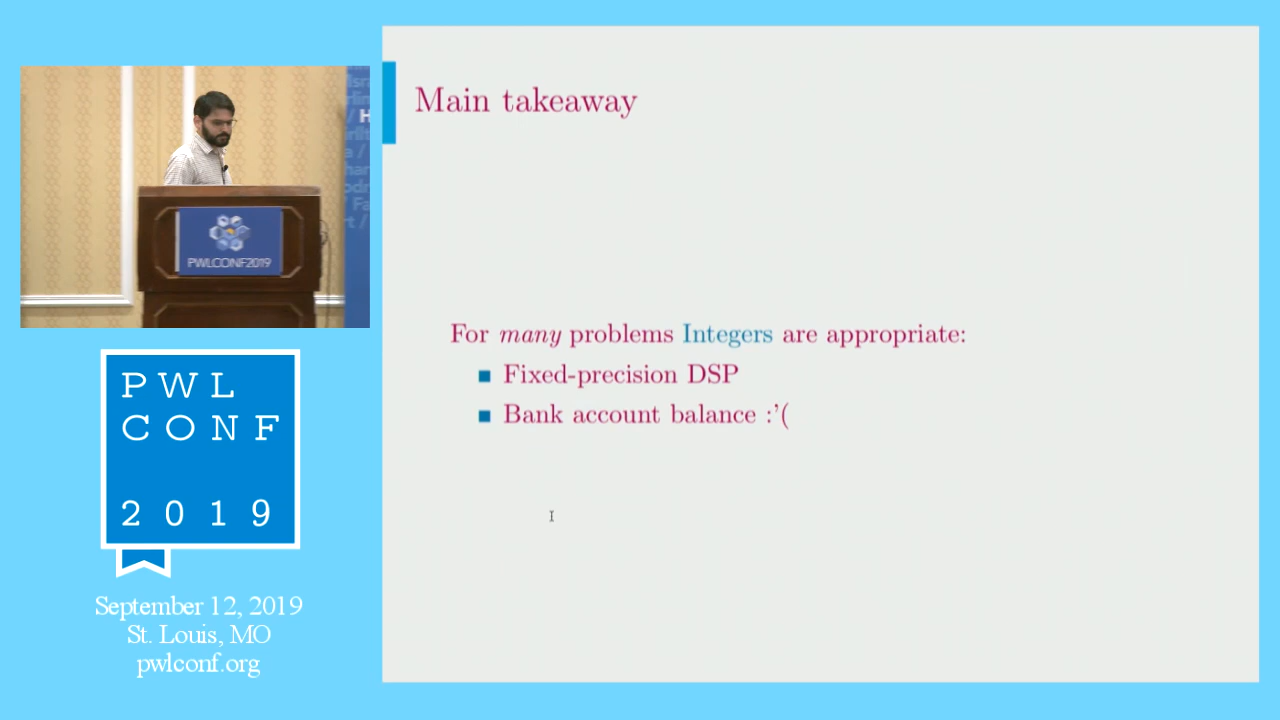 Main takeaway
For many problems Integers are appropriate:
Fixed-precision DSP
Bank account balance :'(
PWLCONF2019
PWL
CONF
2019
September 12, 2019
St. Louis, MO
pwlconf.org